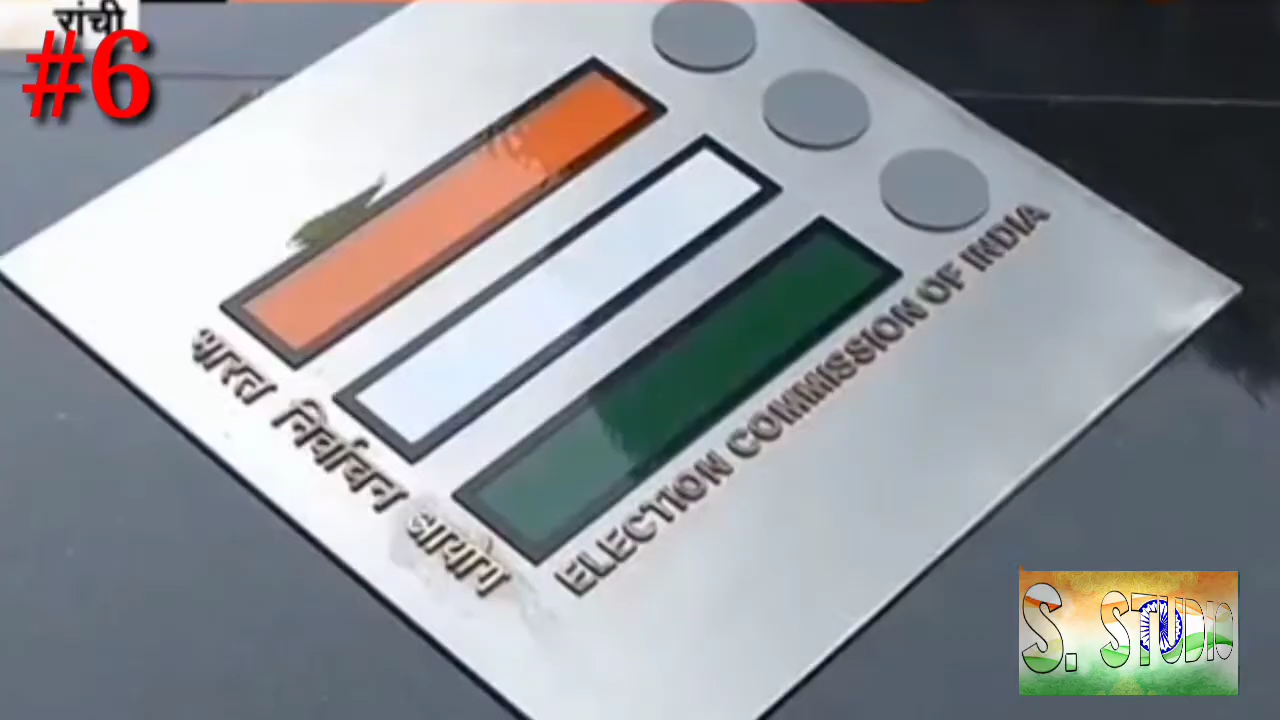 रांची
#6
भारत निर्वाचन आयोग
ELECTION COMMISSION OF INDIA
S. STUDIO